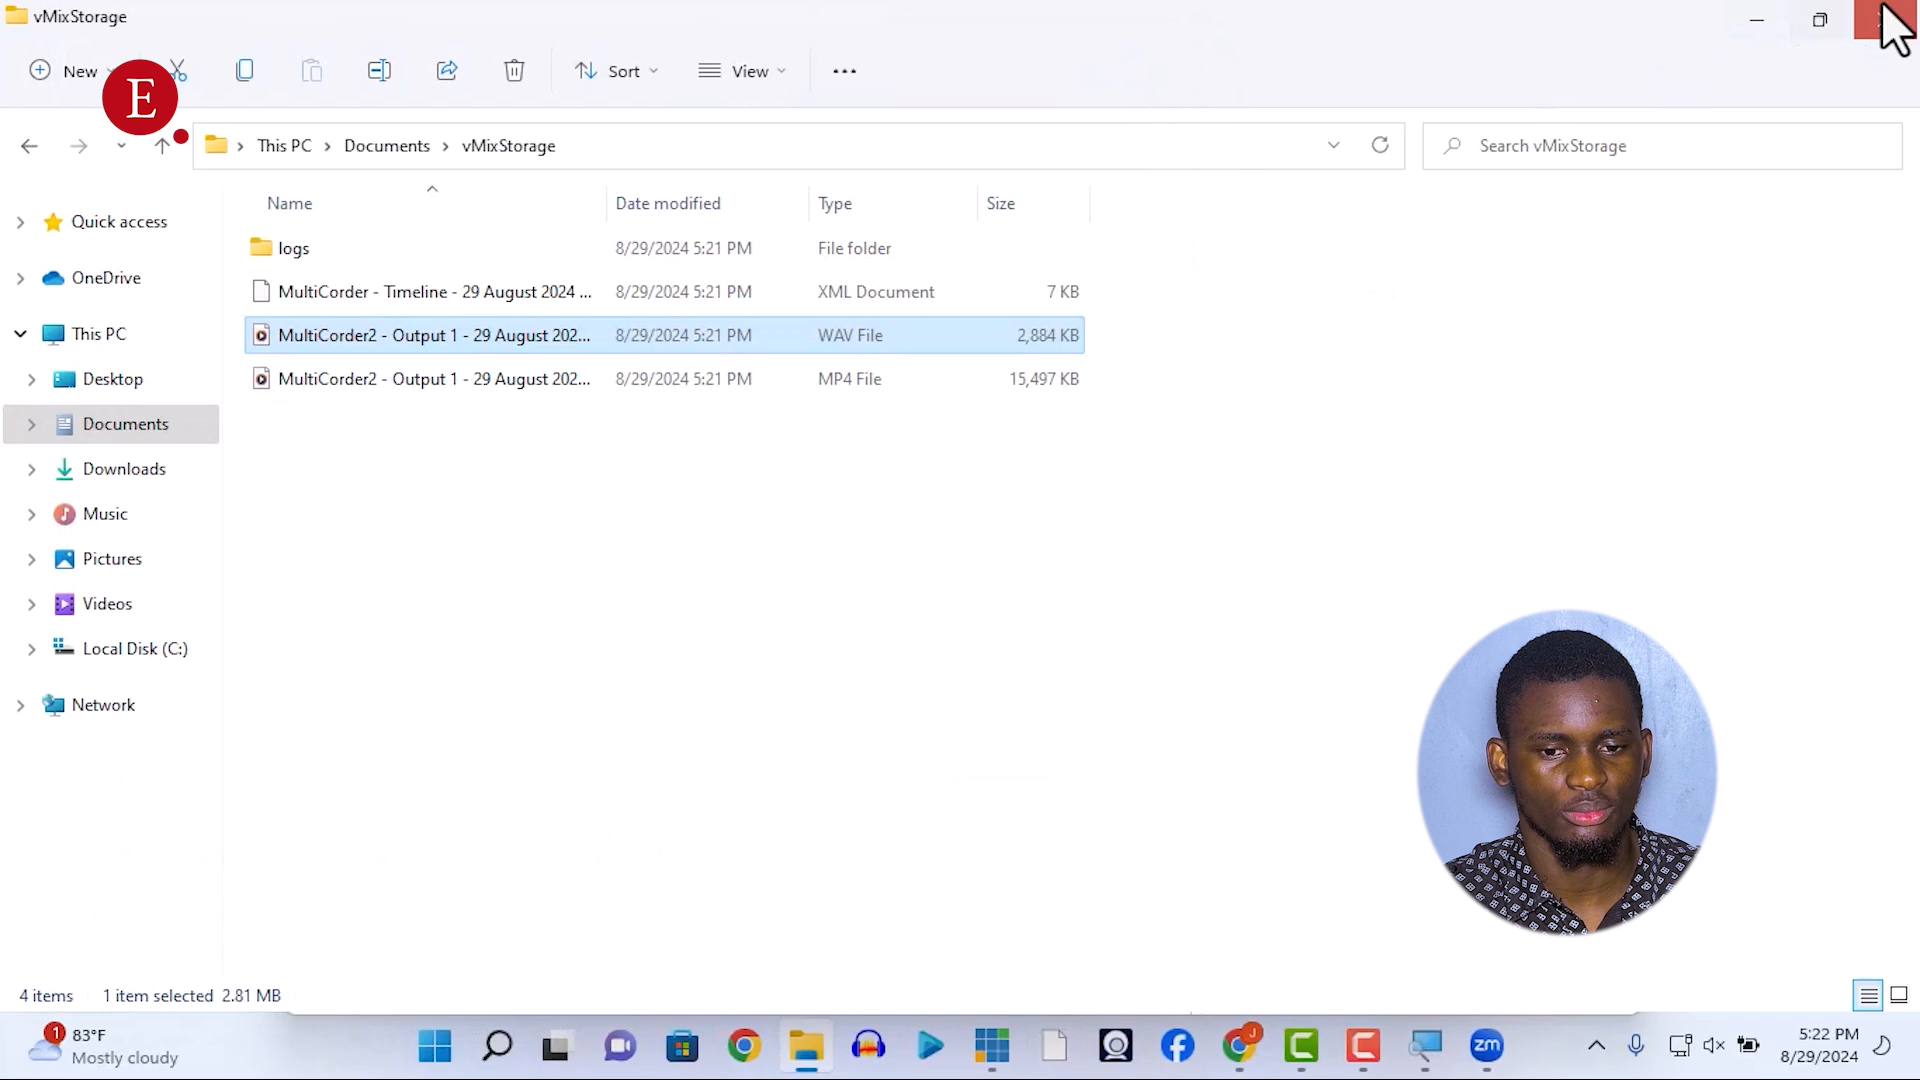 vMixStorage
New
E
Sort
View
This PC
Documents
vMixStorage
Search vMixStorage
Name
Date modified
Type
Size
logs
8/29/2024 5:21 PM
File folder
MultiCorder - Timeline - 29 August 2024 ...
8/29/2024 5:21 PM
XML Document
7 KB
MultiCorder2 - Output 1 - 29 August 202...
8/29/2024 5:21 PM
WAV File
2,884 KB
MultiCorder2 - Output 1 - 29 August 202...
8/29/2024 5:21 PM
MP4 File
15,497 KB
Quick access
OneDrive
This PC
Desktop
Documents
Downloads
Music
Pictures
Videos
Local Disk (C:)
Network
4 items
1 item selected 2.81 MB
1
83°F
Mostly cloudy
J
zm
5:22 PM
8/29/2024